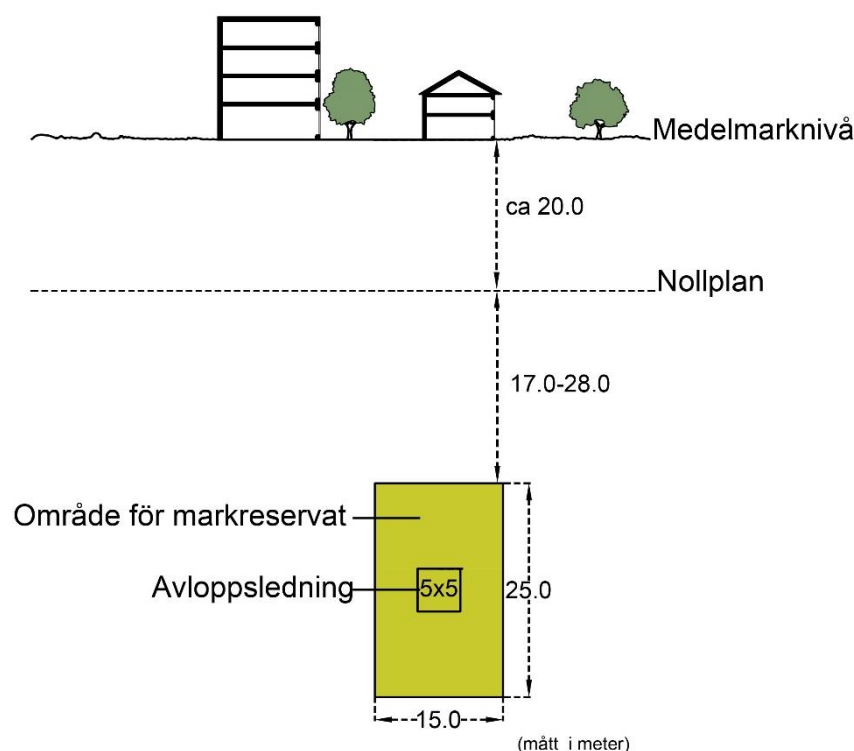 Medelmarknivå
ca 20.0
Nollplan
17.0-28.0
Område för markreservat
Avloppsledning
5x5
25.0
15.0
(mått i meter)